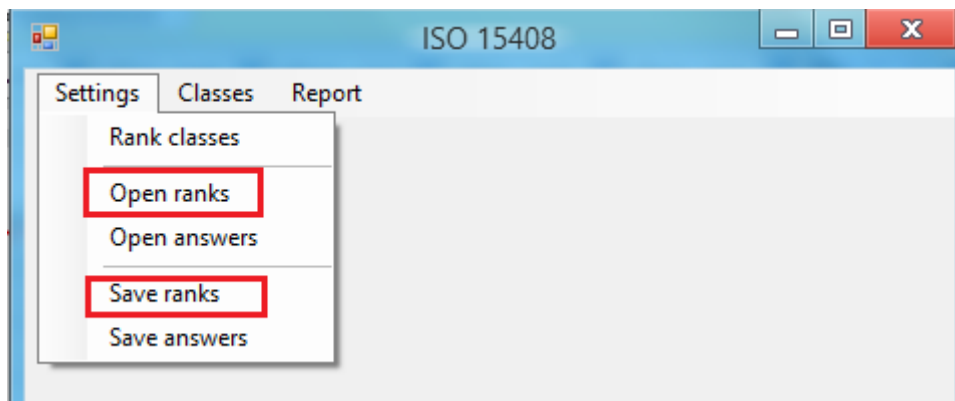 ISO 15408
Settings Classes Report
Rank classes
Open ranks
Open answers
Save ranks
Save answers